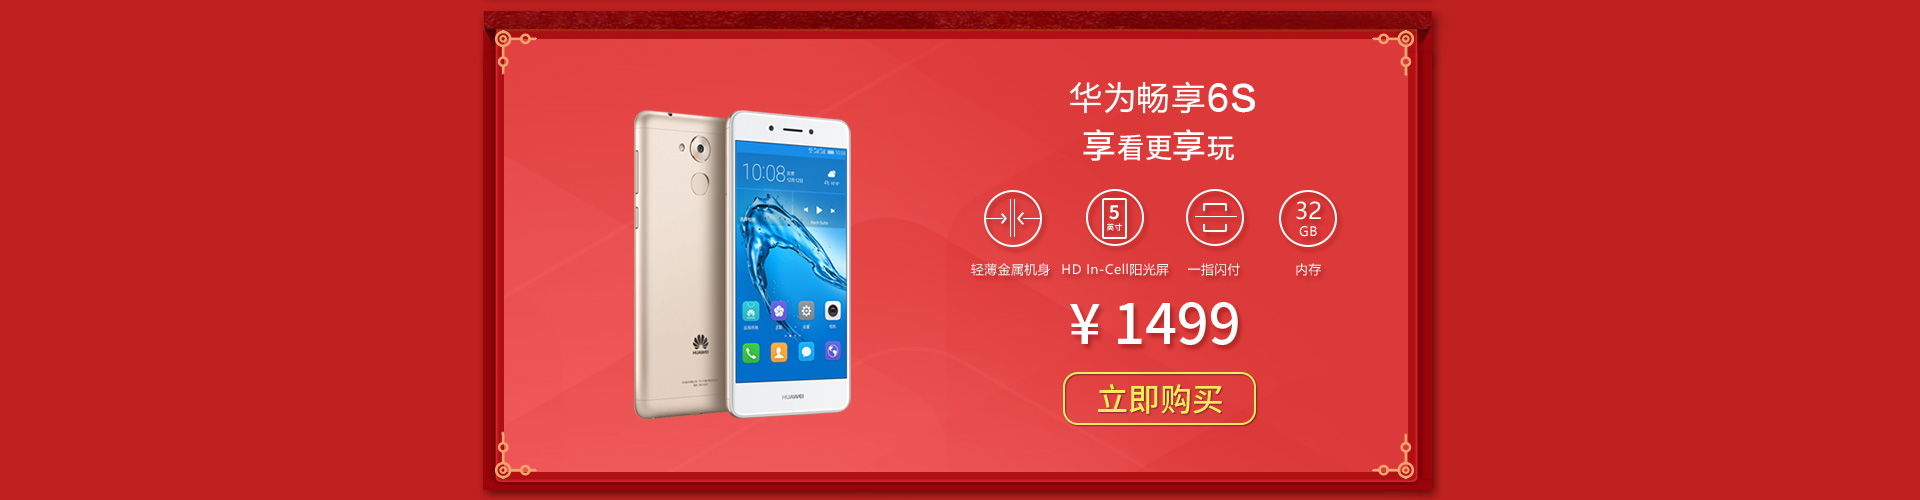 华为畅享6S
享看更享玩
5
英寸
32
GB
轻薄金属机身
HD In-Cell阳光屏
一指闪付
内存
¥ 1499
立即购买
10:08
HUAWEI
HUAWEI